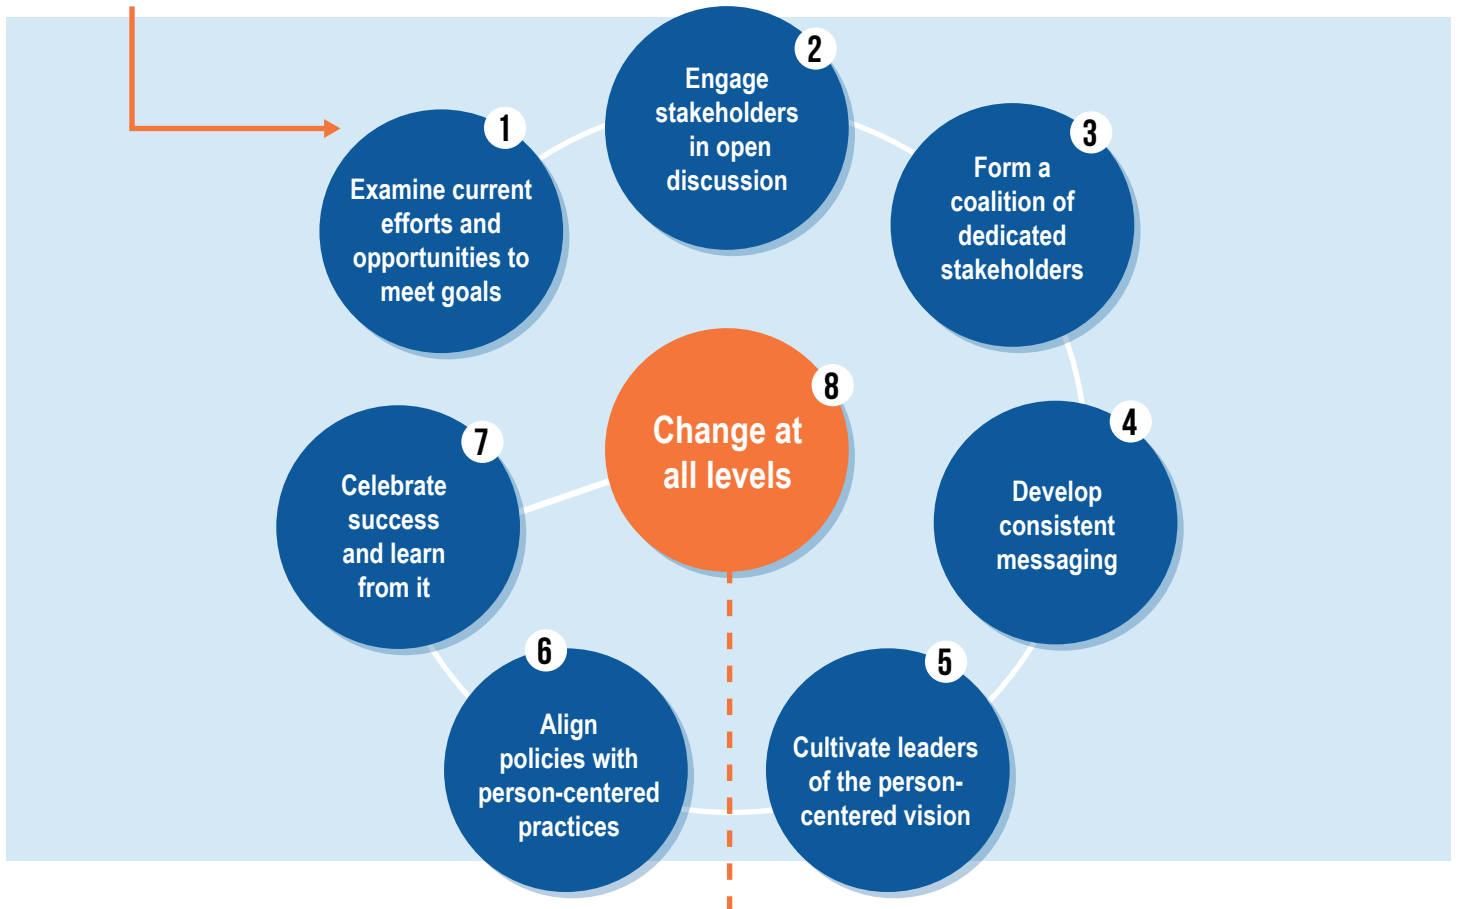 1
Examine current
efforts and
opportunities to
meet goals
2
Engage
stakeholders
in open
discussion
3
Form a
coalition of
dedicated
stakeholders
4
Develop
consistent
messaging
5
Cultivate leaders
of the person-
centered vision
6
Align
policies with
person-centered
practices
7
Celebrate
success
and learn
from it
8
Change at
all levels